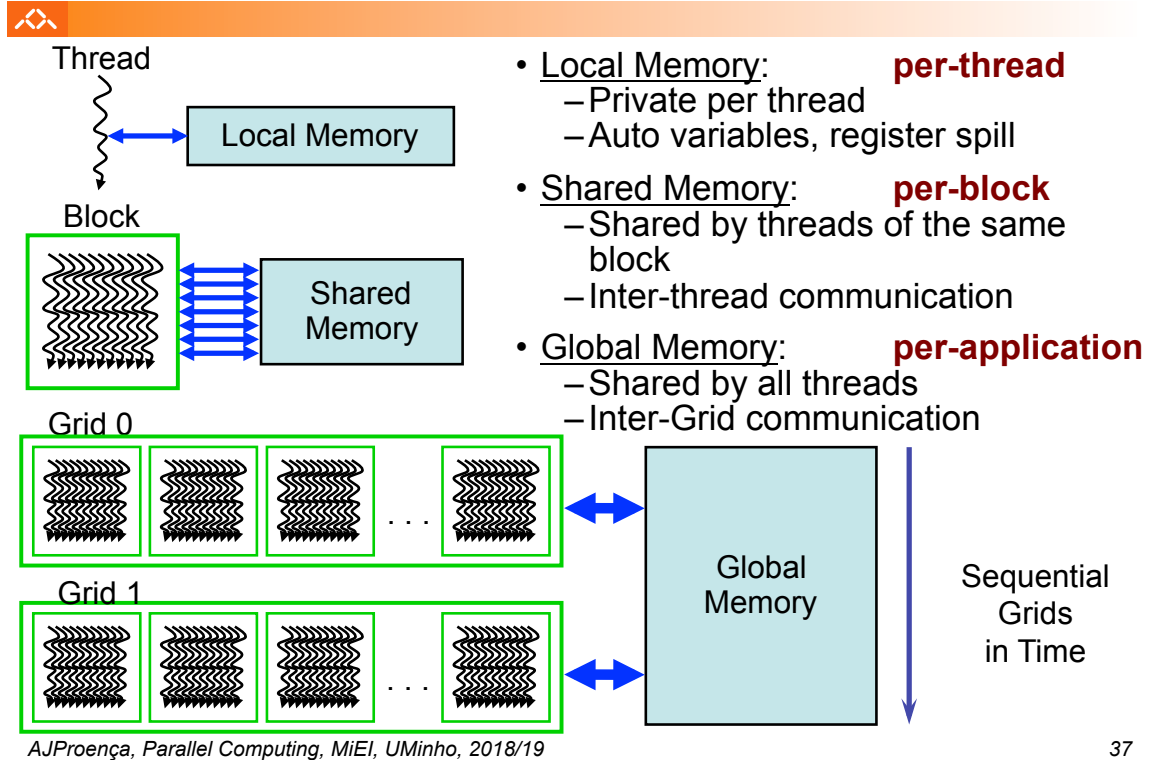 Thread
Local Memory
Block
Shared
Memory
• Local Memory: per-thread
–Private per thread
–Auto variables, register spill
• Shared Memory: per-block
–Shared by threads of the same
block
–Inter-thread communication
• Global Memory: per-application
–Shared by all threads
–Inter-Grid communication
Grid 0
. . .
Grid 1
. . .
Global
Memory
Sequential
Grids
in Time
AJProença, Parallel Computing, MiEI, UMinho, 2018/19 37